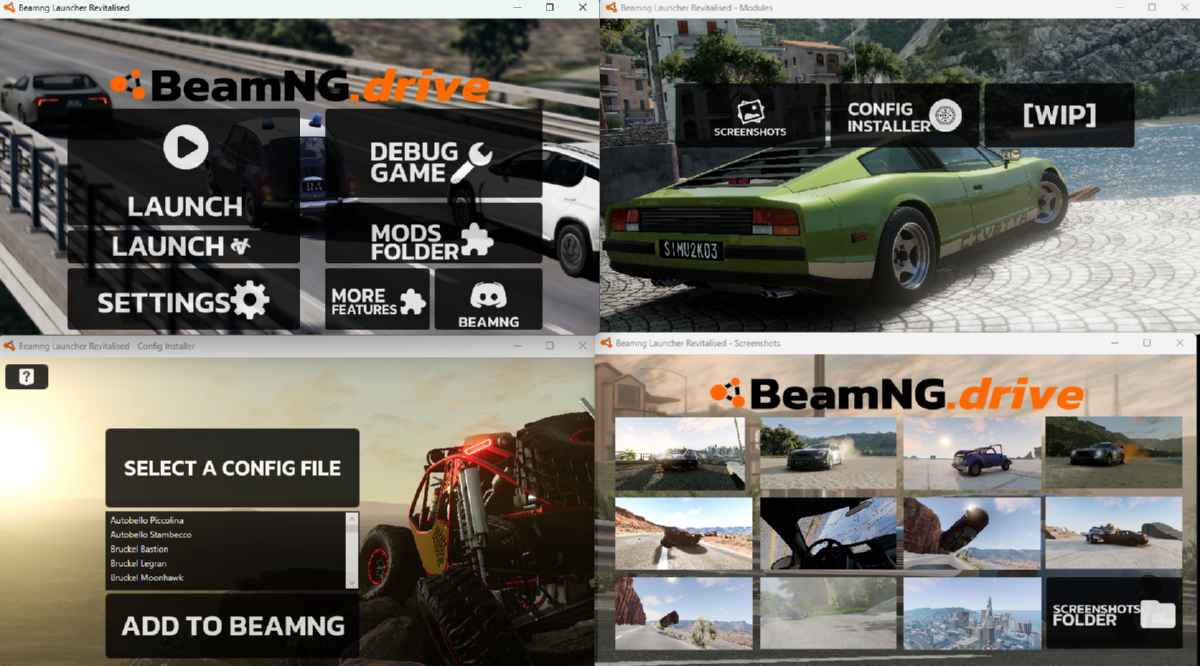 Beamng Launcher Revitalised
BeamNG.drive
LAUNCH
LAUNCH
SETTINGS
DEBUG
GAME
MODS
FOLDER
MORE
FEATURES
BEAMNG
Beamng Launcher Revitalised - Modules
SCREENSHOTS
CONFIG
INSTALLER
[WIP]
CIVETTA
S1MU2K03
Beamng Launcher Revitalised - Config Installer
?
SELECT A CONFIG FILE
Autobello Piccolina
Autobello Stambecco
Bruckel Bastion
Bruckel Legran
Bruckel Moonhawk
ADD TO BEAMNG
Beamng Launcher Revitalised - Screenshots
BeamNG.drive
SCREENSHOTS
FOLDER